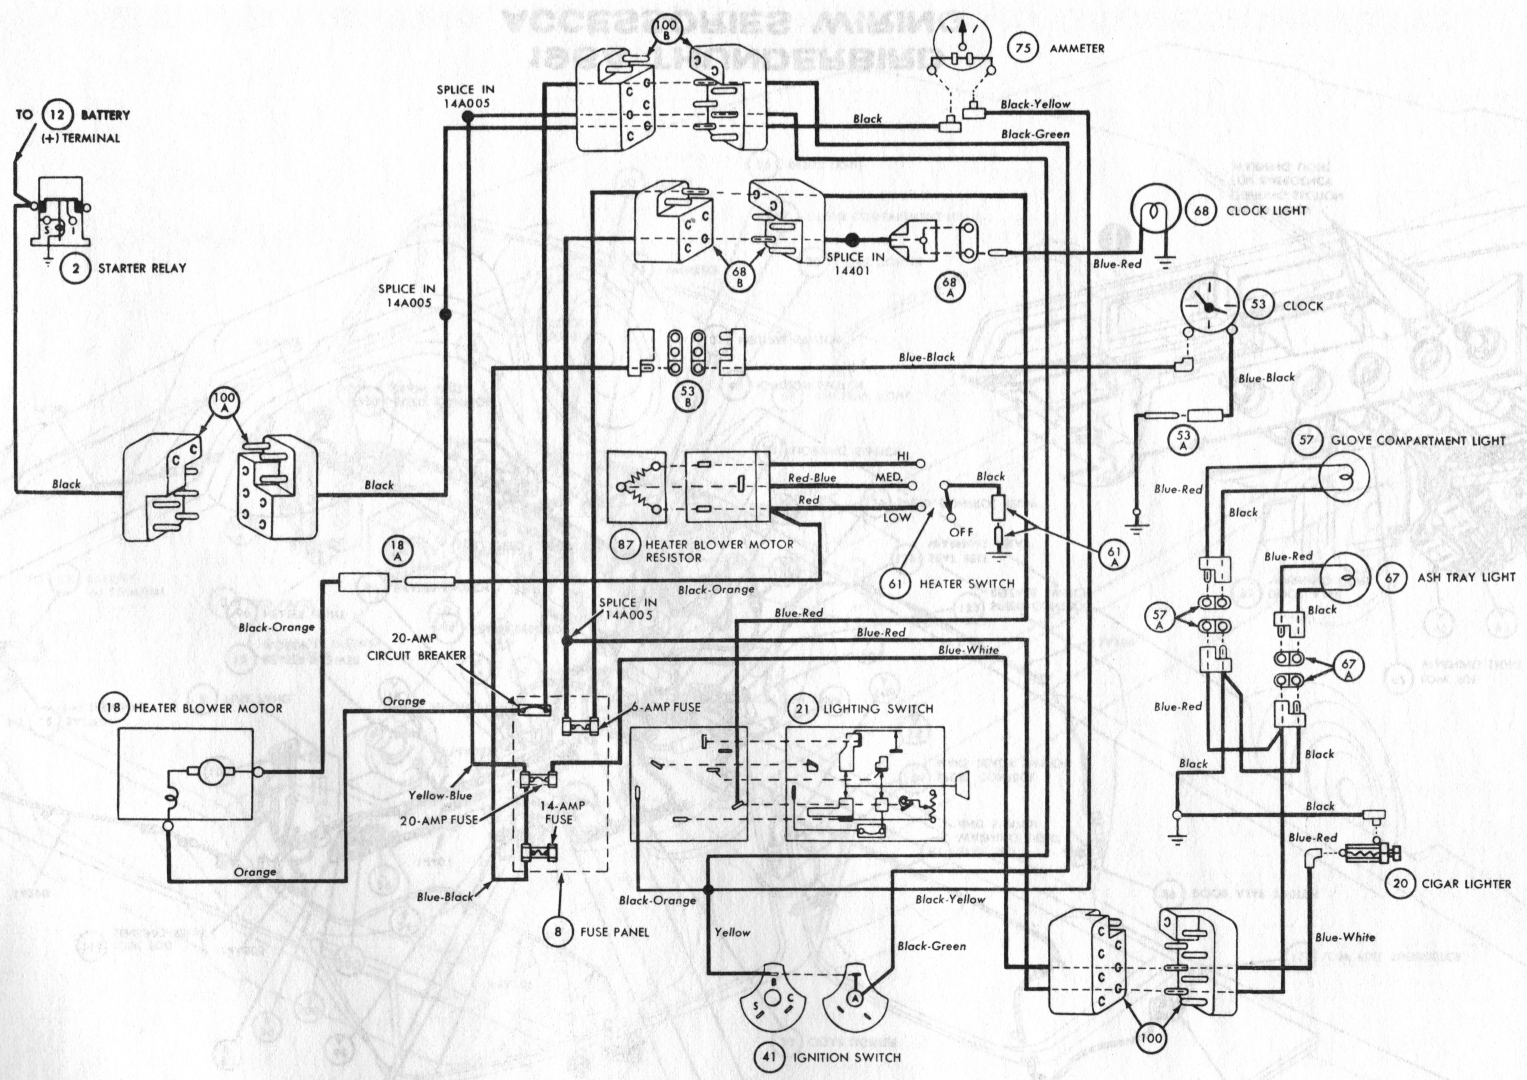 100
B
75 AMMETER
SPLICE IN
14A005
TO 12 BATTERY
(+) TERMINAL
Black-Yellow
Black
Black-Green
S I
2 STARTER RELAY
68 CLOCK LIGHT
SPLICE IN
14401
Blue-Red
68
B
68
A
SPLICE IN
14A005
53 CLOCK
Blue-Black
Blue-Black
53
B
100
A
53
A
57 GLOVE COMPARTMENT LIGHT
HI
Red-Blue MED.
Red
LOW
Black
OFF
Black
Black
Blue-Red
Black
87 HEATER BLOWER MOTOR
RESISTOR
18
A
61
A
61 HEATER SWITCH
Blue-Red
67 ASH TRAY LIGHT
Black-Orange
SPLICE IN
14A005
Black
57
A
Black-Orange
20-AMP
CIRCUIT BREAKER
Blue-Red
Blue-Red
Blue-White
67
A
18 HEATER BLOWER MOTOR
Orange
6-AMP FUSE
21 LIGHTING SWITCH
Blue-Red
Black
Black
Yellow-Blue
20-AMP FUSE
14-AMP
FUSE
Black
Blue-Red
Orange
Blue-Black
Black-Orange
Black-Yellow
20 CIGAR LIGHTER
8 FUSE PANEL
Yellow
Black-Green
Blue-White
B
S C
A
100
41 IGNITION SWITCH